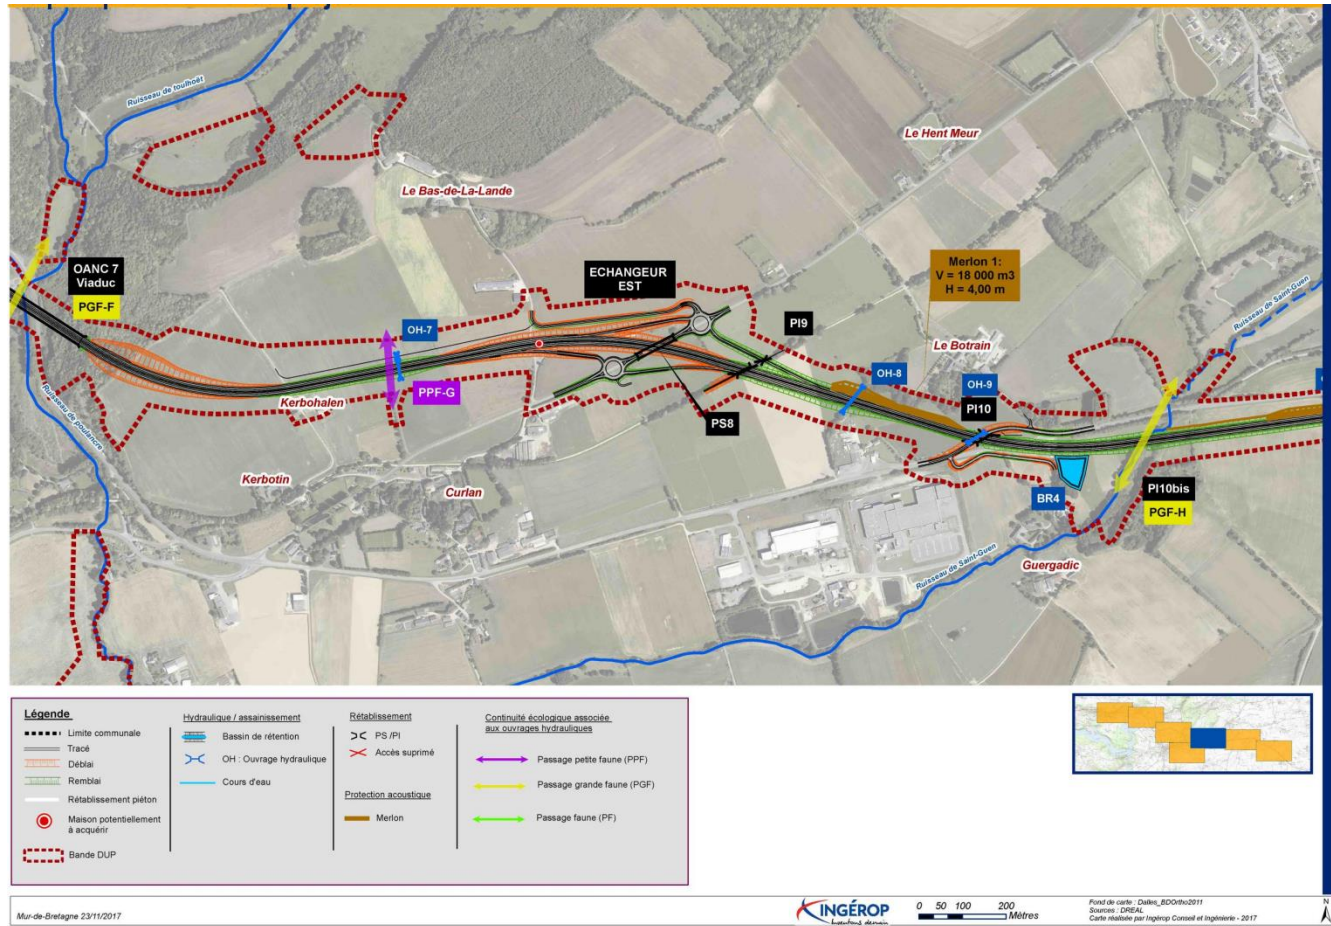 Ruisseau de toulhoët
Le Hent Meur
Le Bas-de-La-Lande
OANC 7
Viaduc
PGF-F
ECHANGEUR
EST
Merlon 1:
V = 18 000 m3
H = 4,00 m
Ruisseau de Saint-Guen
OH-7
PI9
Le Botrain
OH-8
OH-9
PI10
PPF-G
Kerbohalen
Ruisseau de poulancre
PS8
Kerbotin
Curlan
BR4
PI10bis
PGF-H
Ruisseau de Saint-Guen
Guergadic
Légende
Limite communale
Tracé
Déblai
Remblai
Rétablissement piéton
Maison potentiellement
à acquérir
Bande DUP
Hydraulique / assainissement
Bassin de rétention
OH : Ouvrage hydraulique
Cours d'eau
Rétablissement
PS /PI
Accès suprimé
Protection acoustique
Merlon
Continuité écologique associée
aux ouvrages hydrauliques
Passage petite faune (PPF)
Passage grande faune (PGF)
Passage faune (PF)
Mur-de-Bretagne 23/11/2017
INGÉROP
Inventons demain
0 50 100 200
Mètres
Fond de carte : Dalles_BDOrtho2011
Sources : DREAL
Carte réalisée par Ingérop Conseil et Ingénierie - 2017
N